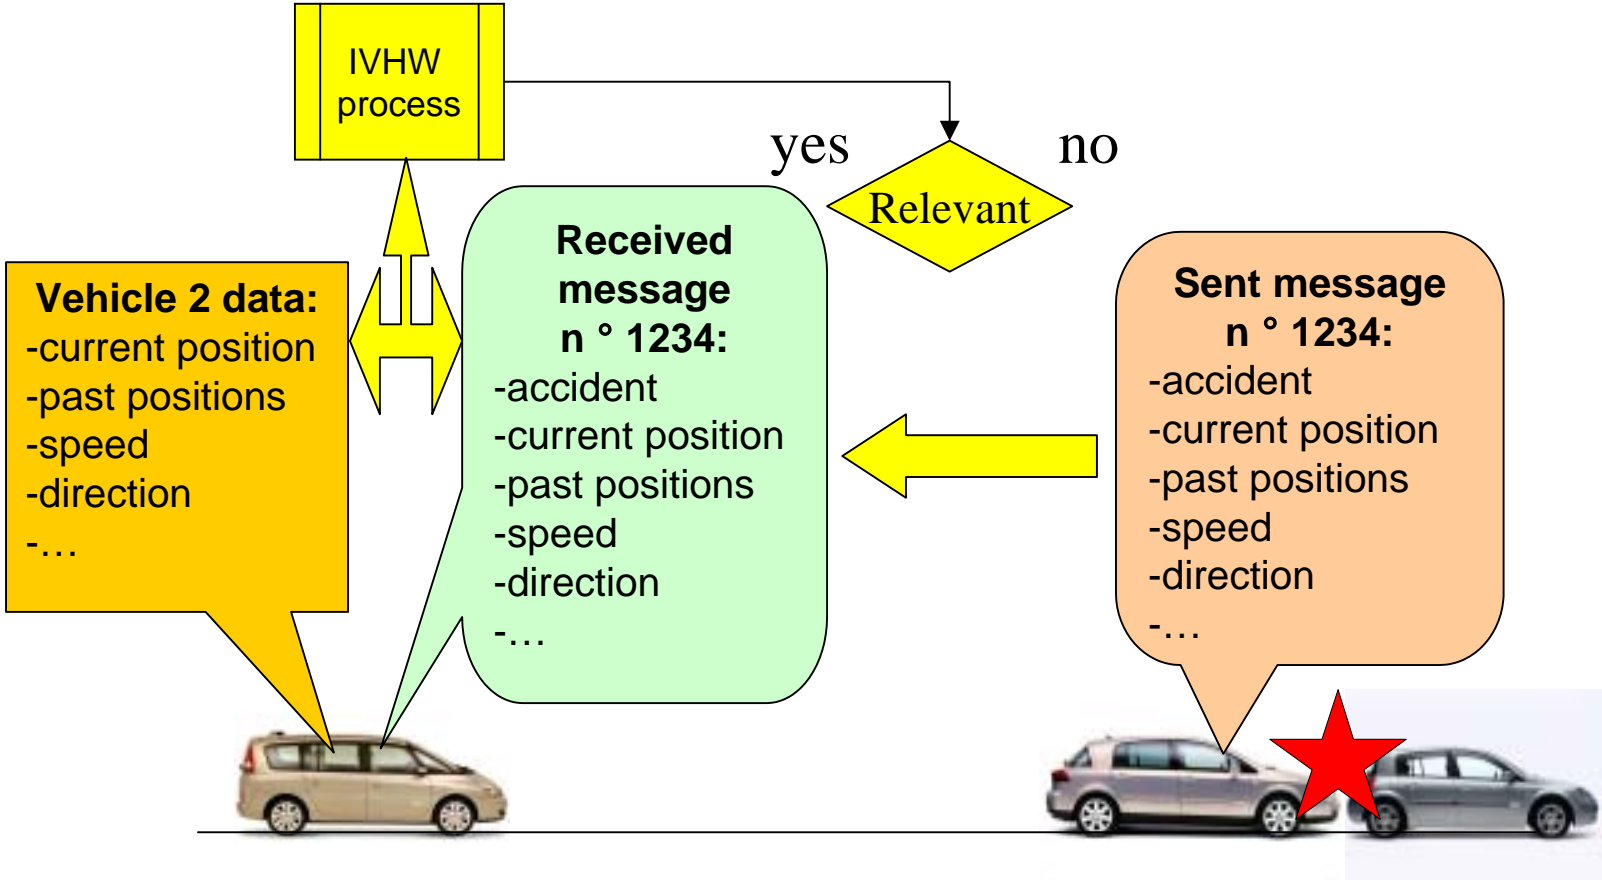 IVHW
process
yes
no
Relevant
Vehicle 2 data:
-current position
-past positions
-speed
-direction
-…
Received
message
n ° 1234:
-accident
-current position
-past positions
-speed
-direction
-…
Sent message
n ° 1234:
-accident
-current position
-past positions
-speed
-direction
-…